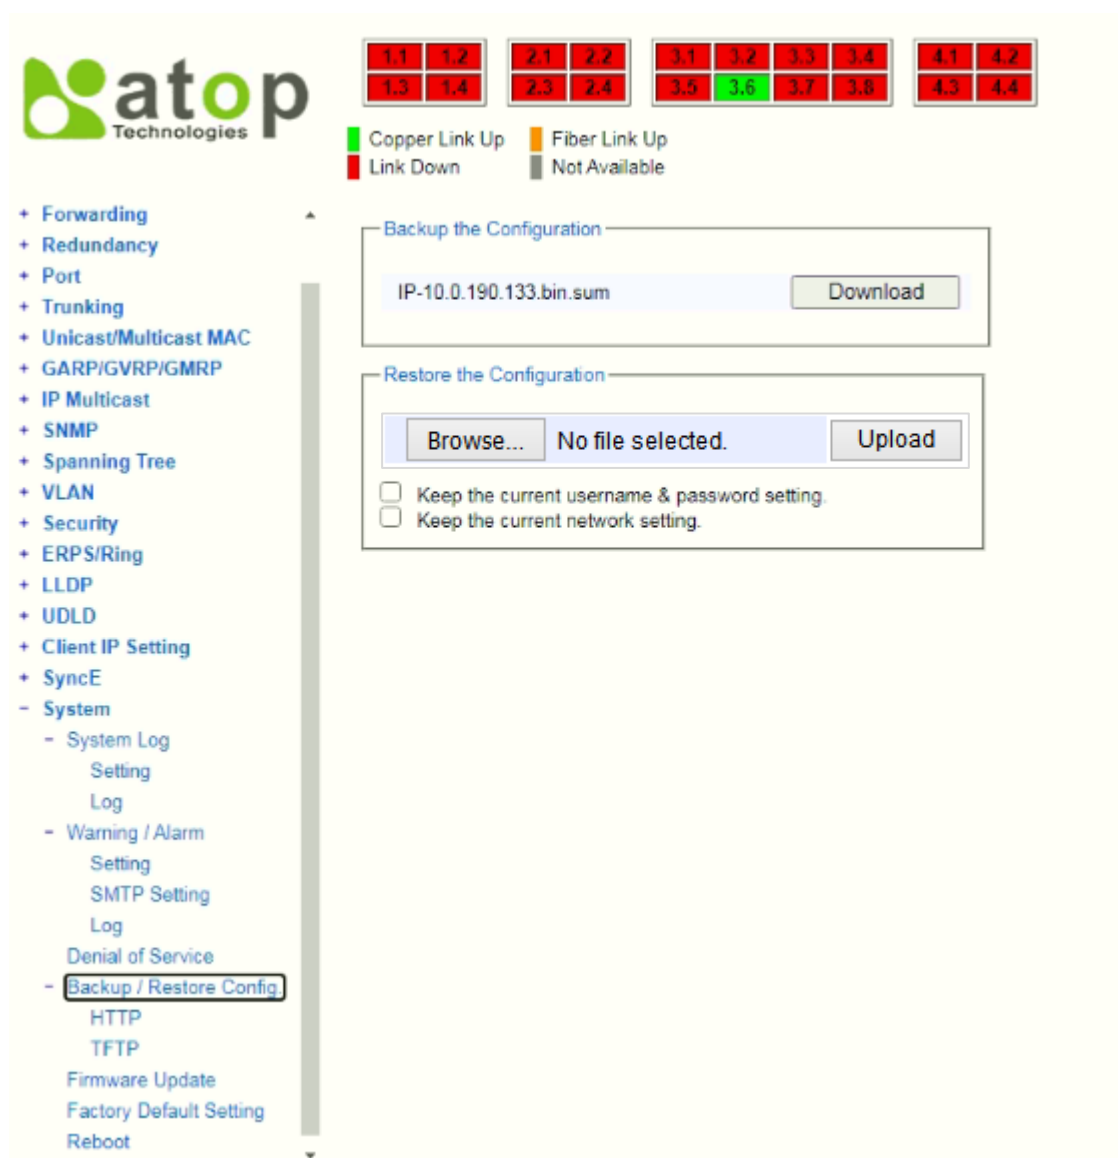 atop
Technologies
1.1 1.2 2.1 2.2 3.1 3.2 3.3 3.4 4.1 4.2
1.3 1.4 2.3 2.4 3.5 3.6 3.7 3.8 4.3 4.4
Copper Link Up Fiber Link Up
Link Down Not Available
+ Forwarding
+ Redundancy
+ Port
+ Trunking
+ Unicast/Multicast MAC
+ GARP/GVRP/GMRP
+ IP Multicast
+ SNMP
+ Spanning Tree
+ VLAN
+ Security
+ ERPS/Ring
+ LLDP
+ UDLD
+ Client IP Setting
+ SyncE
- System
- System Log
Setting
Log
- Warning / Alarm
Setting
SMTP Setting
Log
Denial of Service
- Backup / Restore Config.
HTTP
TFTP
Firmware Update
Factory Default Setting
Reboot
Backup the Configuration
IP-10.0.190.133.bin.sum Download
Restore the Configuration
Browse... No file selected. Upload
Keep the current username & password setting.
Keep the current network setting.